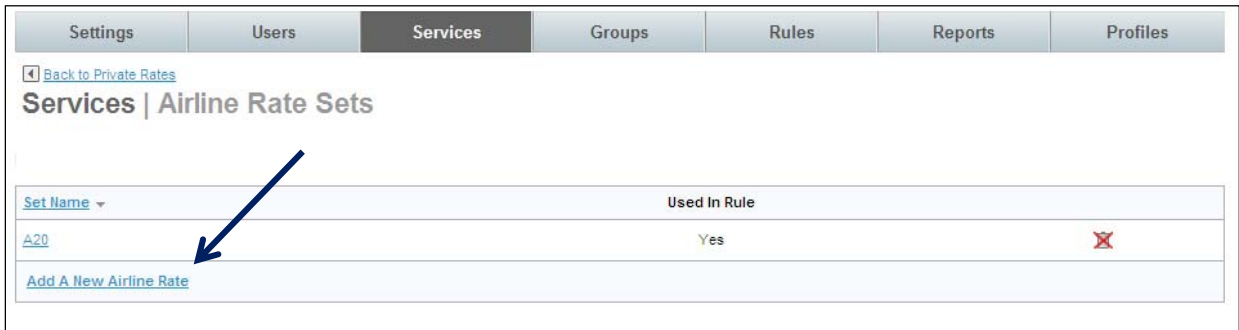 Settings Users Services Groups Rules Reports Profiles
Back to Private Rates
Services | Airline Rate Sets
Set Name Used In Rule
A20 Yes
Add A New Airline Rate